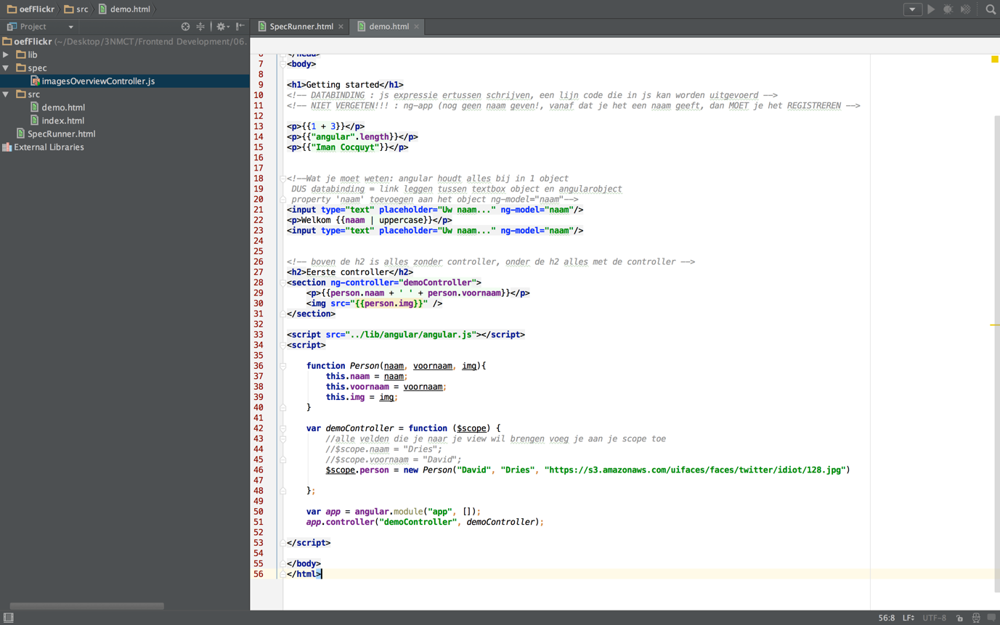 oefFlickr src demo.html
Project
SpecRunner.html demo.html
oefFlickr (~/Desktop/3NMCT/Frontend Development/06.
lib
spec
imagesOverviewController.js
src
demo.html
index.html
SpecRunner.html
External Libraries
6 </head>
7 <body>
8
9 <h1>Getting started</h1>
10 <!-- DATABINDING : js expressie ertussen schrijven, een lijn code die in js kan worden uitgevoerd -->
11 <!-- NIET VERGETEN!!! : ng-app (nog geen naam geven!, vanaf dat je het een naam geeft, dan MOET je het REGISTREREN -->
12
13 <p>{{1 + 3}}</p>
14 <p>{{"angular".length}}</p>
15 <p>{{"Iman Cocquyt"}}</p>
16
17
18 <!--Wat je moet weten: angular houdt alles bij in 1 object
19 DUS databinding = link leggen tussen textbox object en angularobject
20 property 'naam' toevoegen aan het object ng-model="naam"-->
21 <input type="text" placeholder="Uw naam..." ng-model="naam"/>
22 <p>Welkom {{naam | uppercase}}</p>
23 <input type="text" placeholder="Uw naam..." ng-model="naam"/>
24
25
26 <!-- boven de h2 is alles zonder controller, onder de h2 alles met de controller -->
27 <h2>Eerste controller</h2>
28 <section ng-controller="demoController">
29 <p>{{person.naam + ' ' + person.voornaam}}</p>
30 <img src="{{person.img}}" />
31 </section>
32
33 <script src="../lib/angular/angular.js"></script>
34 <script>
35
36 function Person(naam, voornaam, img){
37 this.naam = naam;
38 this.voornaam = voornaam;
39 this.img = img;
40 }
41
42 var demoController = function ($scope) {
43 //alle velden die je naar je view wil brengen voeg je aan je scope toe
44 //$scope.naam = "Dries";
45 //$scope.voornaam = "David";
46 $scope.person = new Person("David", "Dries", "https://s3.amazonaws.com/uifaces/faces/twitter/idiot/128.jpg")
47
48 };
49
50 var app = angular.module("app", []);
51 app.controller("demoController", demoController);
52
53 </script>
54
55 </body>
56 </html>
56:8 LF UTF-8